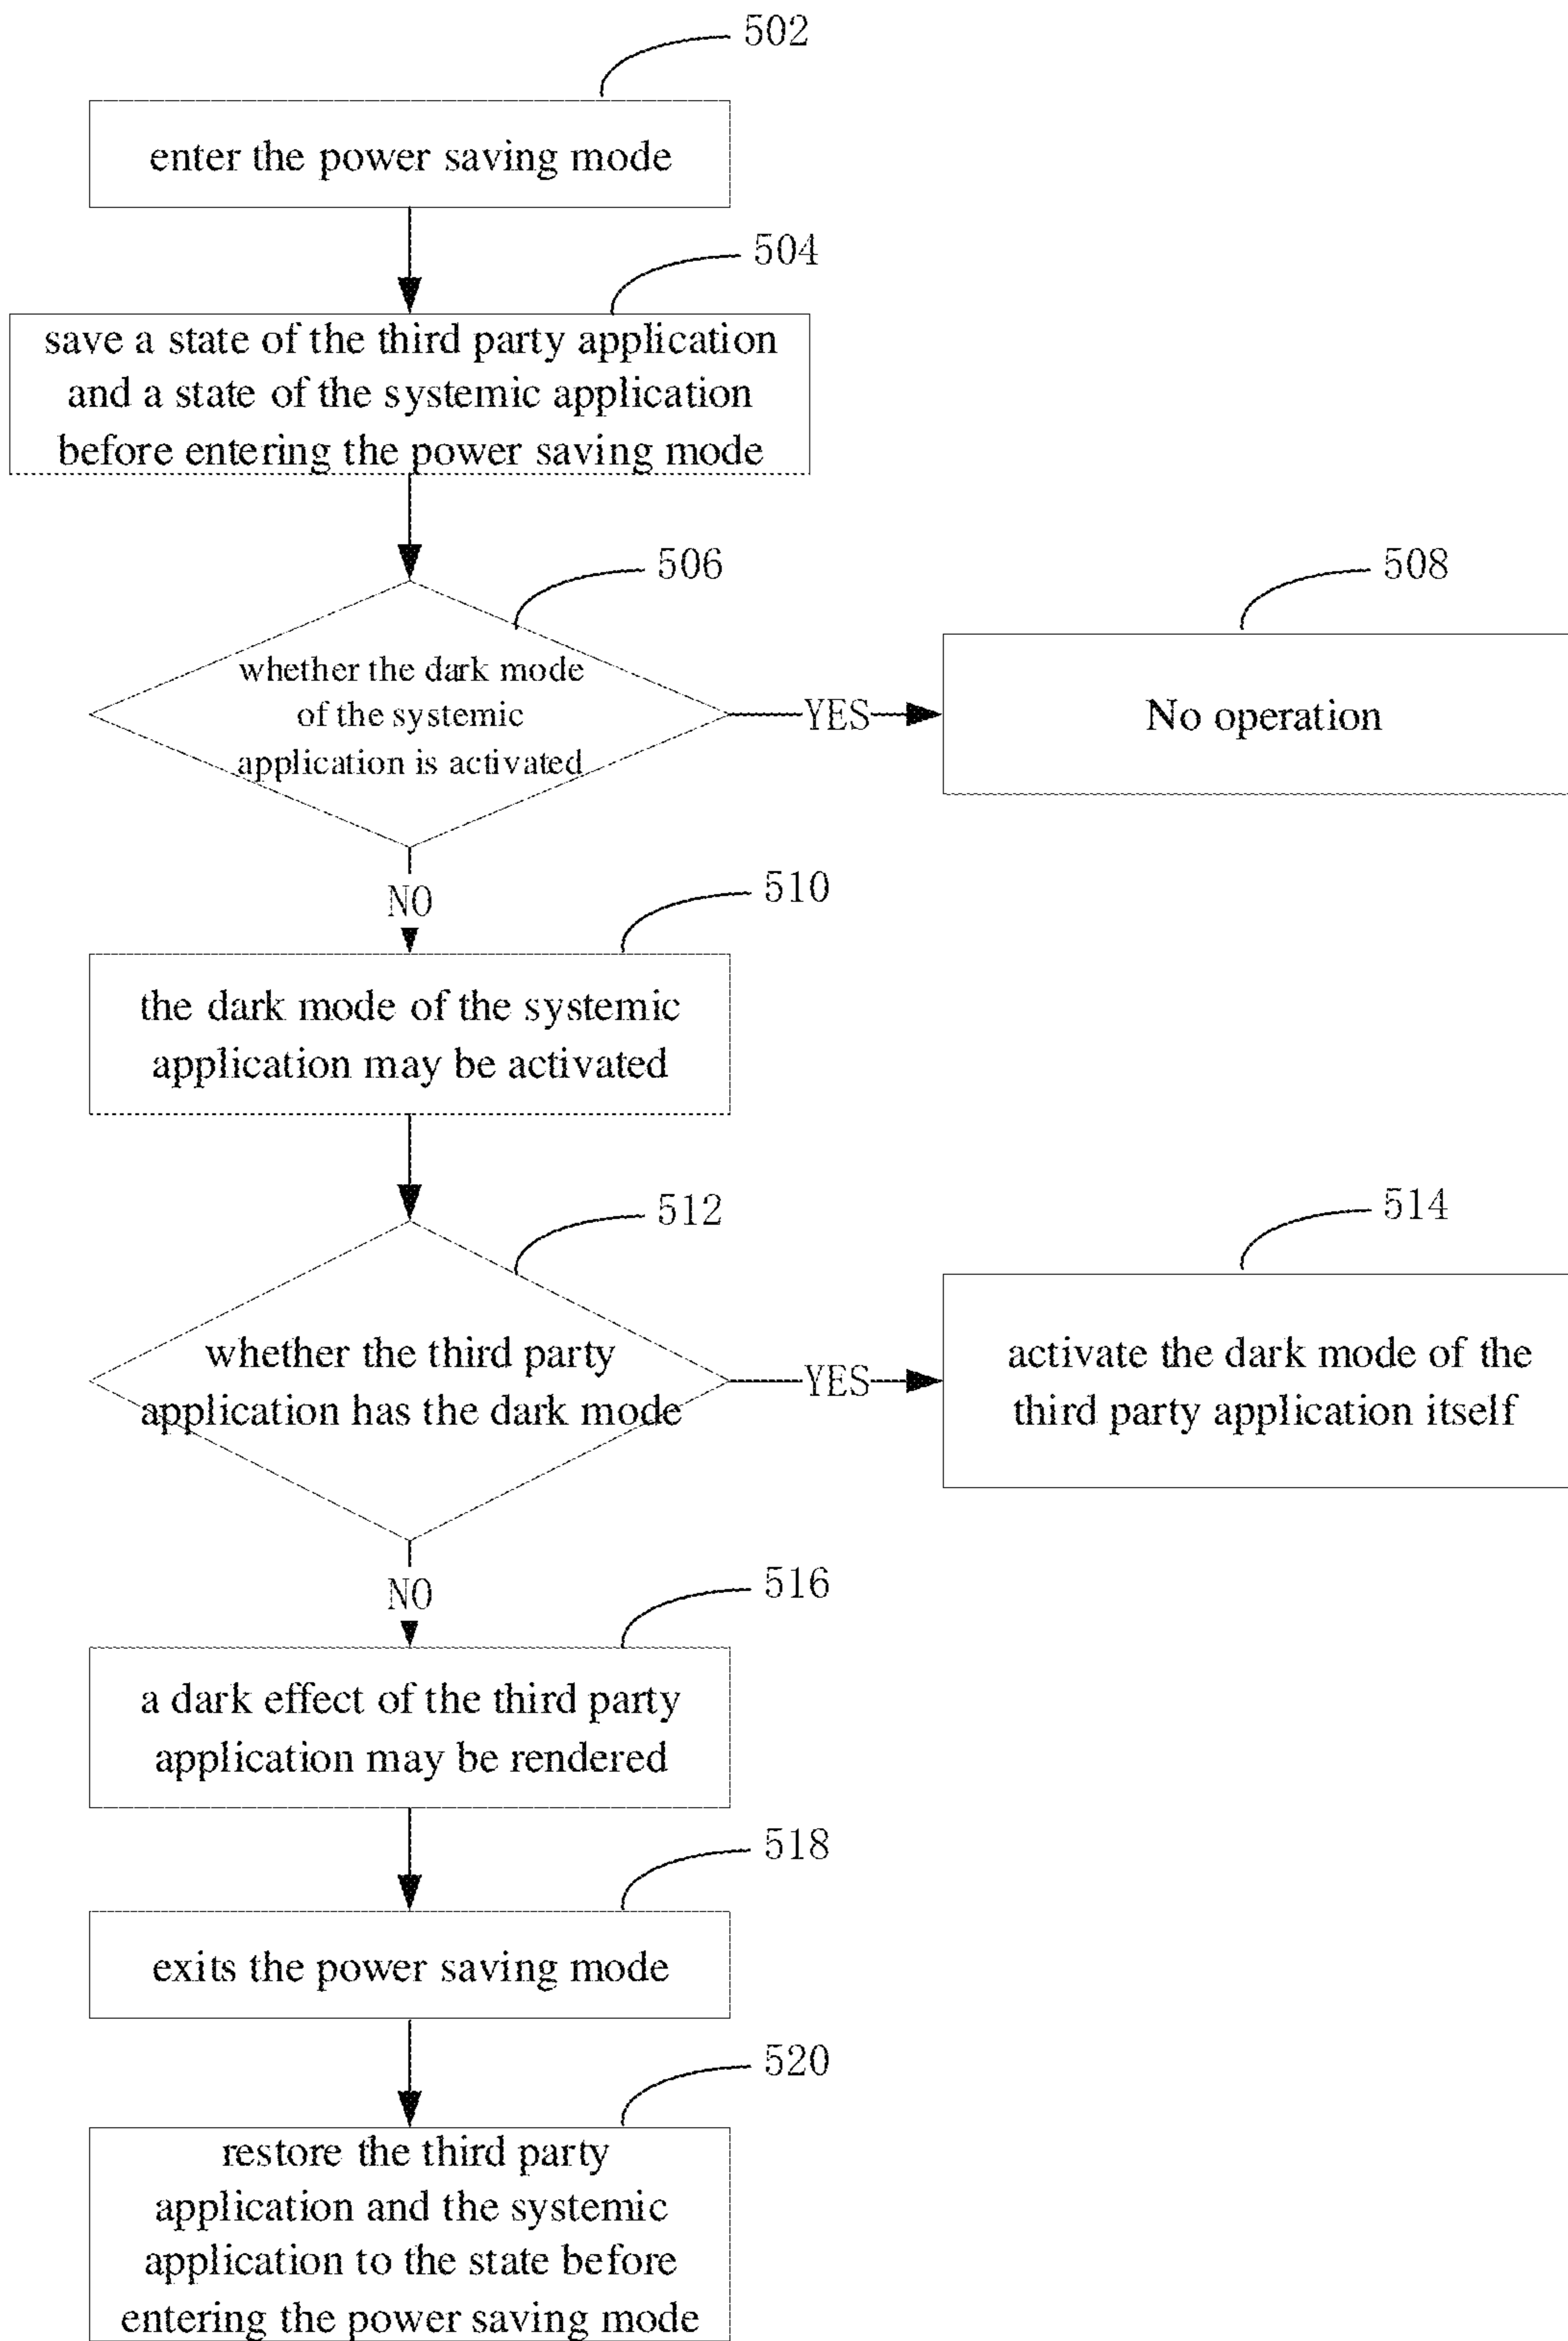 502
enter the power saving mode
504
save a state of the third party application
and a state of the systemic application
before entering the power saving mode
506
whether the dark mode
of the systemic
application is activated
YES
508
No operation
NO
510
the dark mode of the systemic
application may be activated
512
whether the third party
application has the dark mode
YES
514
activate the dark mode of the
third party application itself
NO
516
a dark effect of the third party
application may be rendered
518
exits the power saving mode
520
restore the third party
application and the systemic
application to the state before
entering the power saving mode